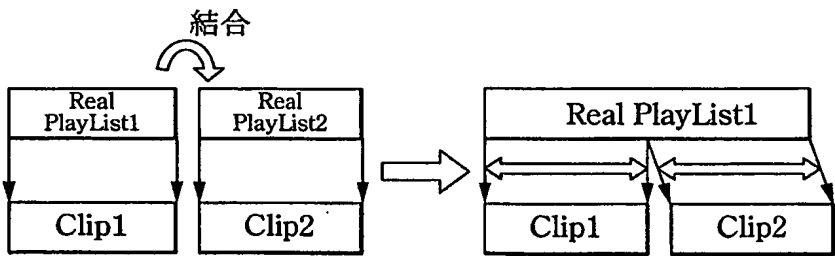 結合
Real
PlayList1
Real
PlayList2
Real PlayList1
Clip1
Clip2
Clip1
Clip2